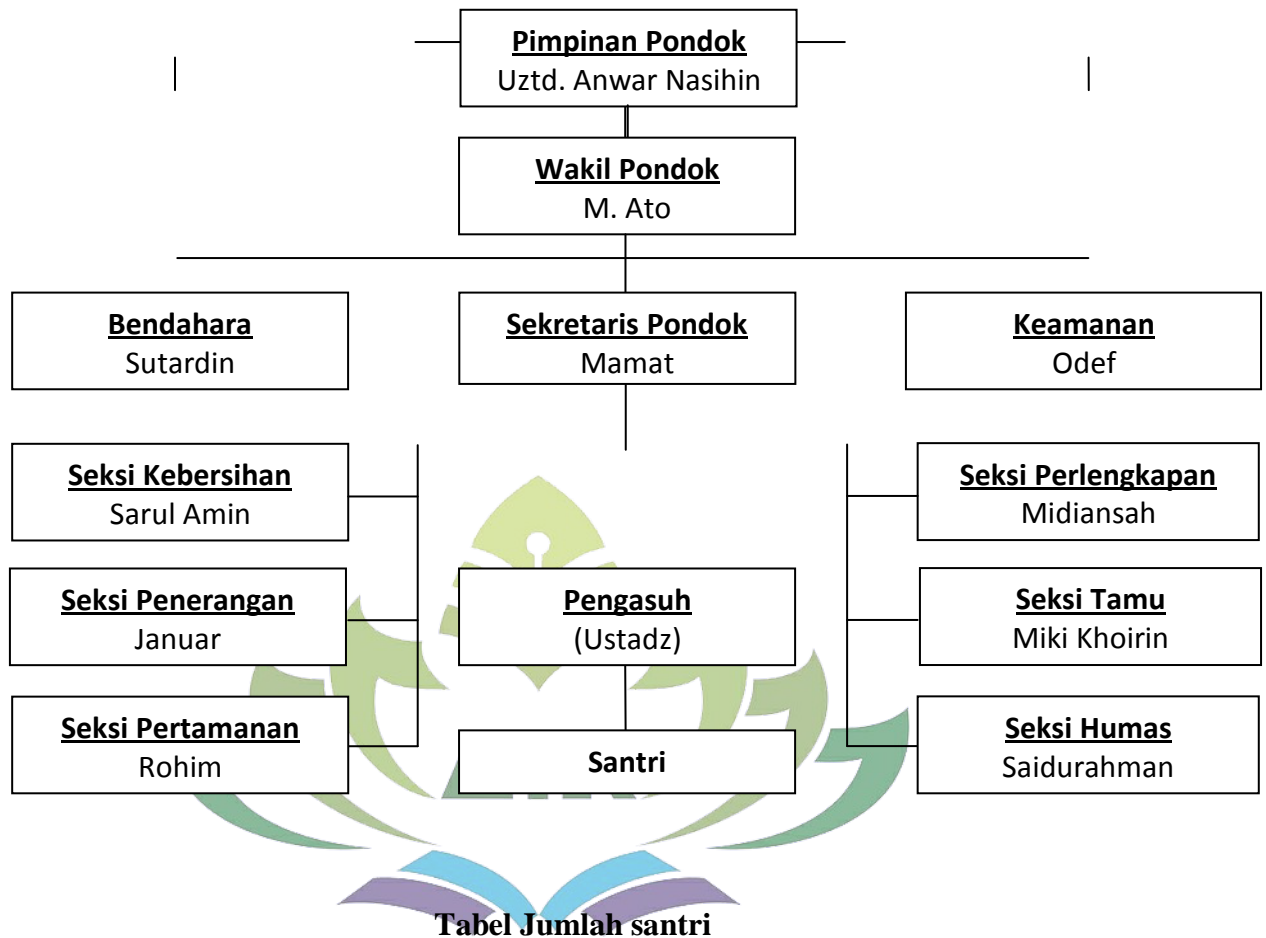 Pimpinan Pondok
Uztd. Anwar Nasihin
Wakil Pondok
M. Ato
Bendahara
Sutardin
Sekretaris Pondok
Mamat
Keamanan
Odef
Seksi Kebersihan
Sarul Amin
Seksi Perlengkapan
Midiansah
Seksi Penerangan
Januar
Pengasuh
(Ustadz)
Seksi Tamu
Miki Khoirin
Seksi Pertamanan
Rohim
Santri
Seksi Humas
Saidurahman
Tabel Jumlah santri